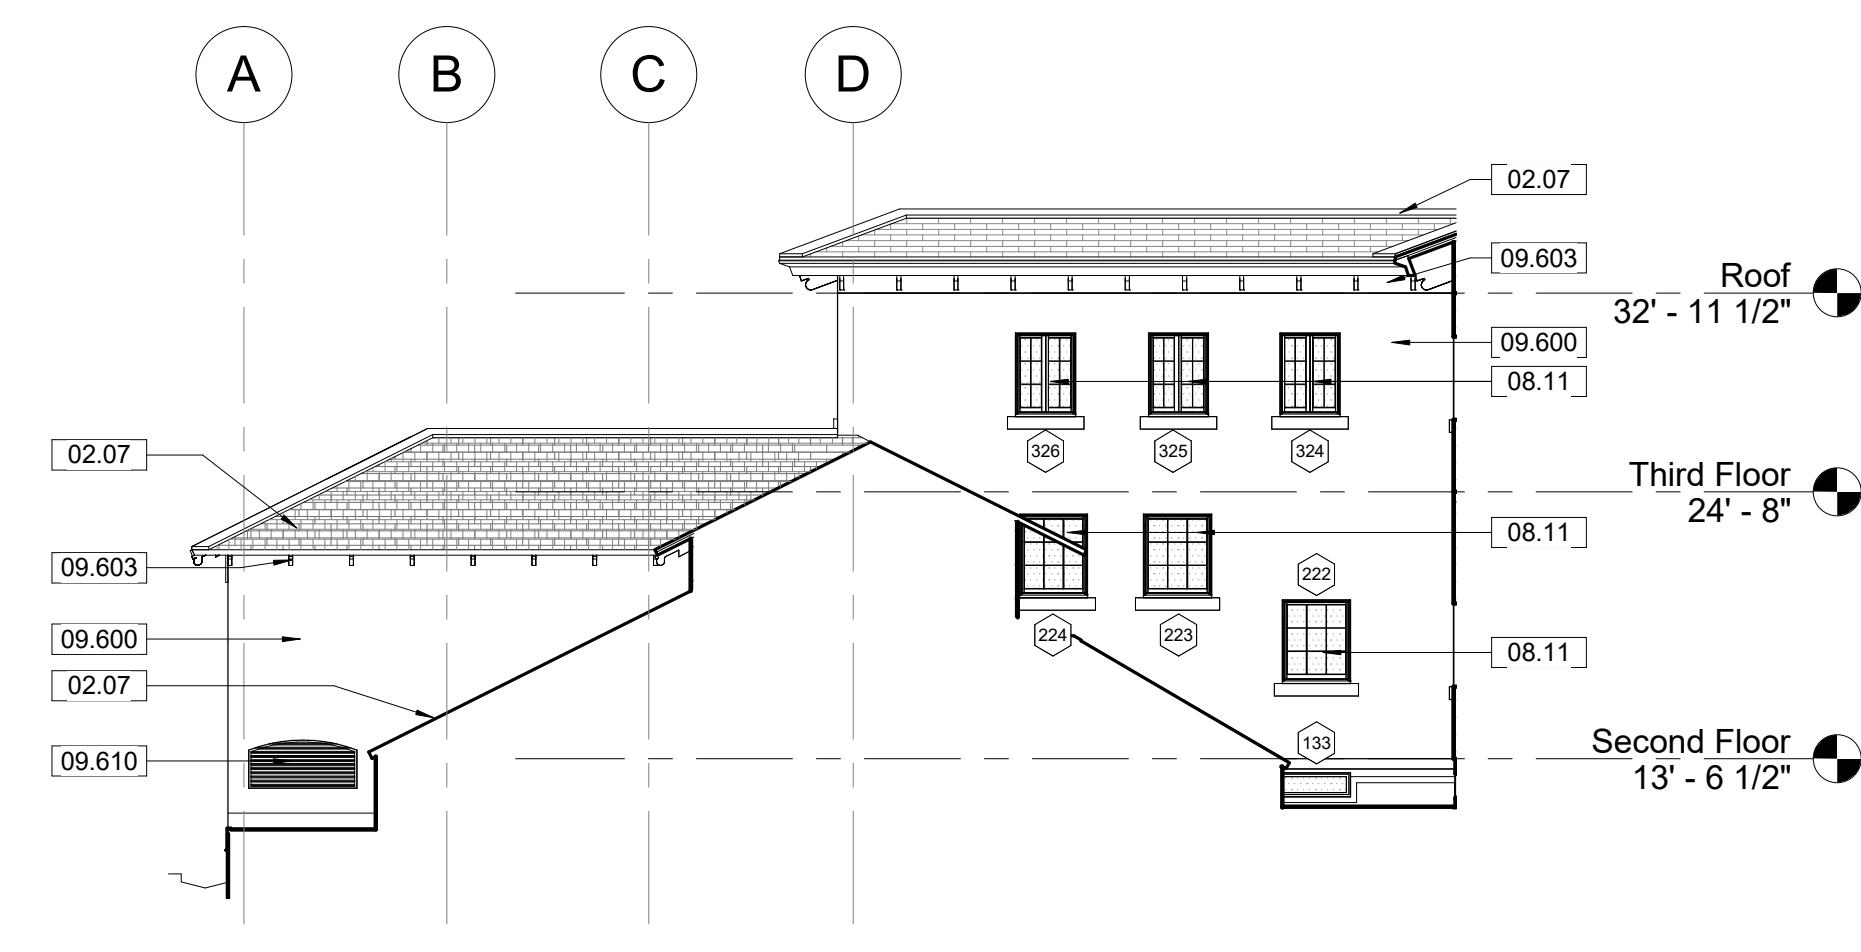 A
B
C
D
02.07
09.603
Roof
32' - 11 1/2"
09.600
08.11
326
325
324
02.07
Third Floor
24' - 8"
08.11
09.603
222
09.600
224
223
08.11
02.07
133
Second Floor
13' - 6 1/2"
09.610